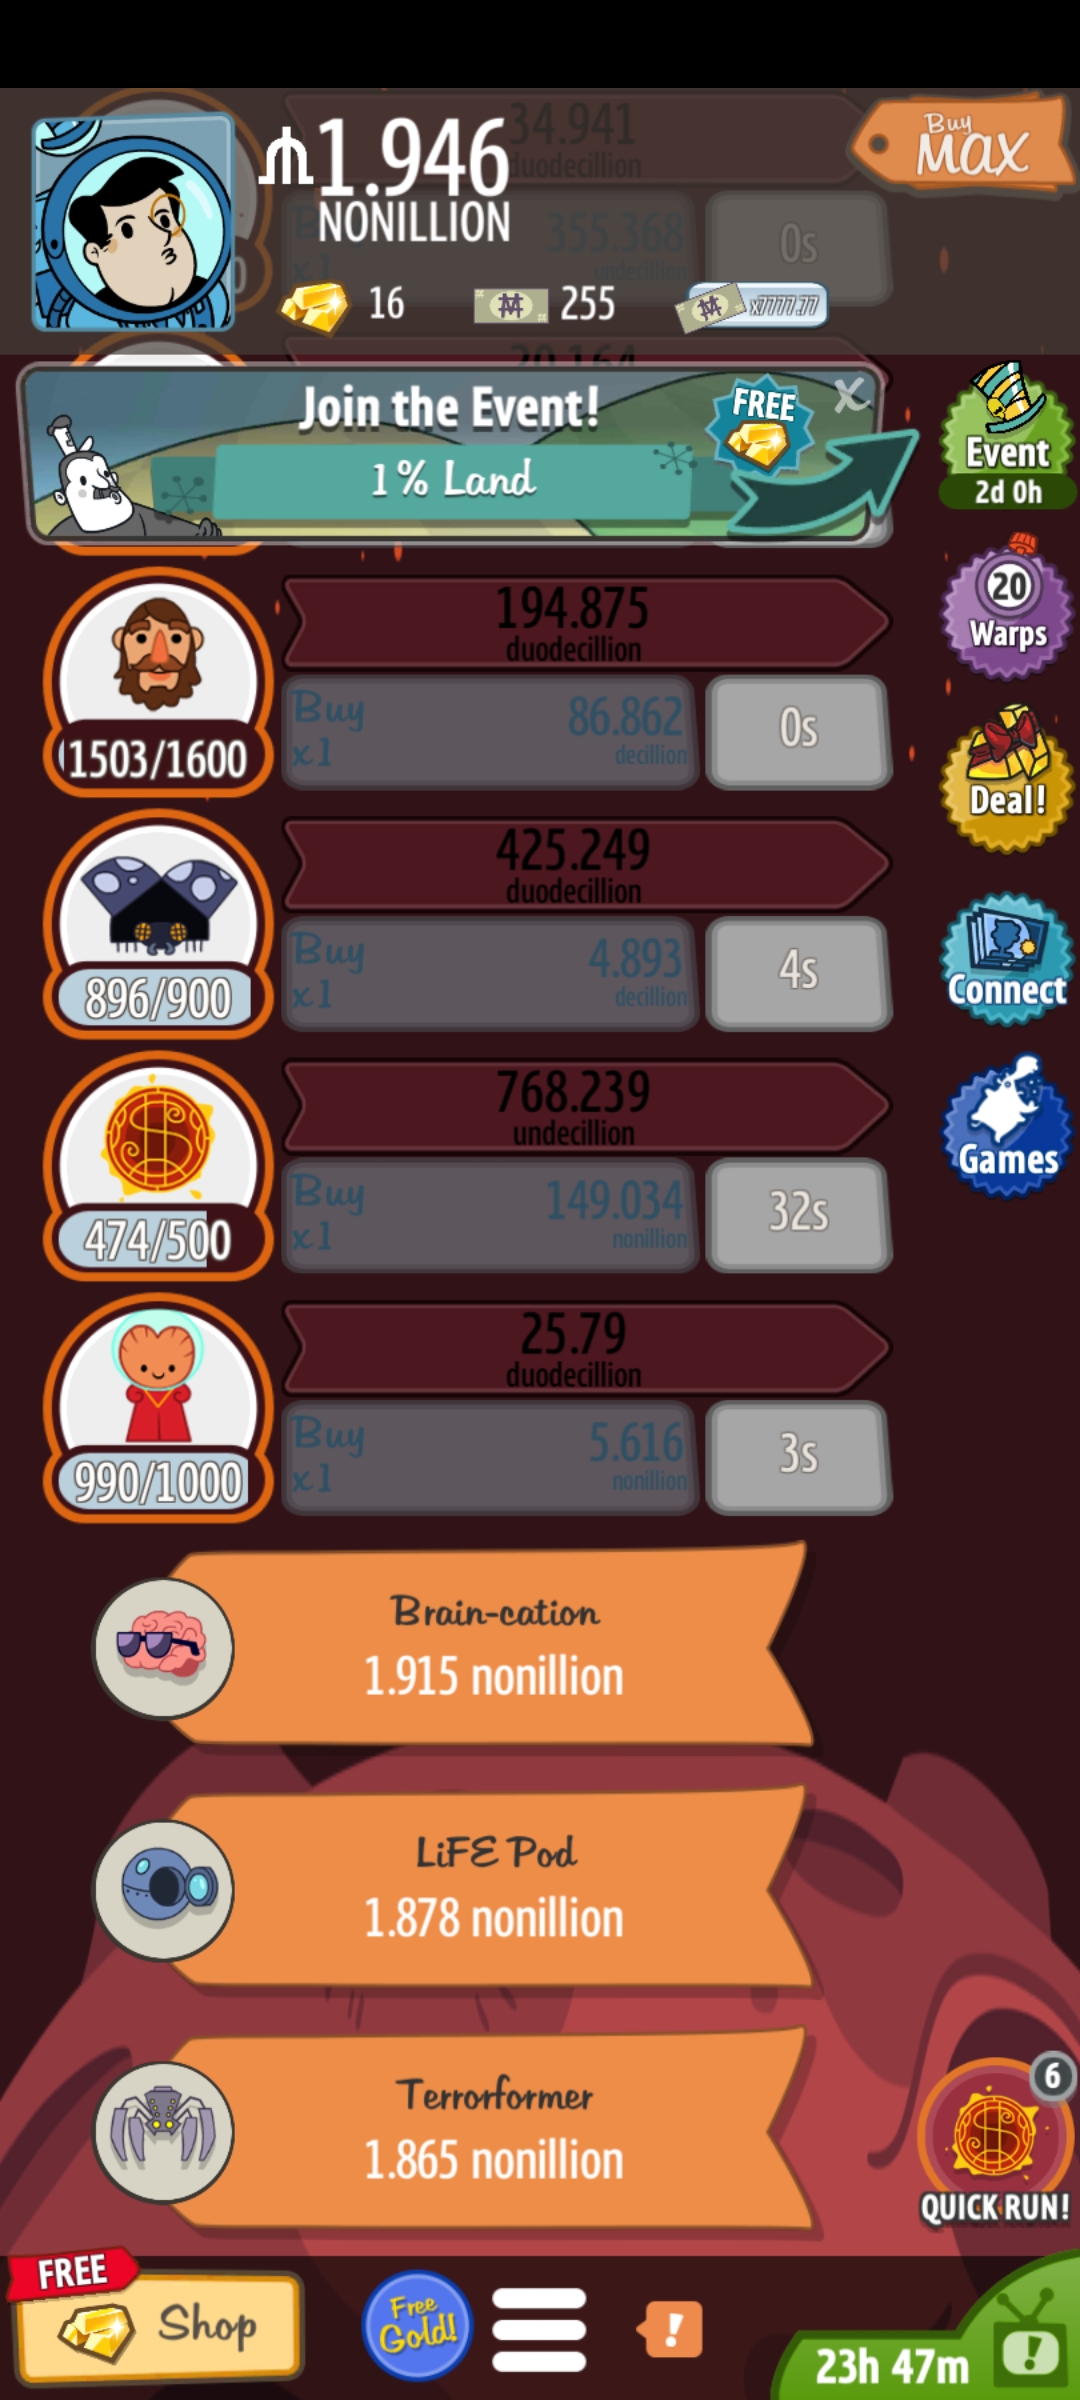 34.941
duodecillion
Buy
MAX
1.946
NONILLION
355.368
undecillion
x1
0s
16
255
x7777.77
20.164
Join the Event!
FREE
X
1% Land
Event
2d 0h
194.875
duodecillion
1503/1600
Buy
x1
86.862
decillion
0s
20
Warps
425.249
duodecillion
896/900
Buy
x1
4.893
decillion
4s
Deal!
Connect
768.239
undecillion
474/500
Buy
x1
149.034
nonillion
32s
Games
25.79
duodecillion
990/1000
Buy
x1
5.616
nonillion
3s
Brain-cation
1.915 nonillion
LiFE Pod
1.878 nonillion
Terrorformer
1.865 nonillion
6
QUICK RUN!
FREE
Shop
Free
Gold!
!
23h 47m
!